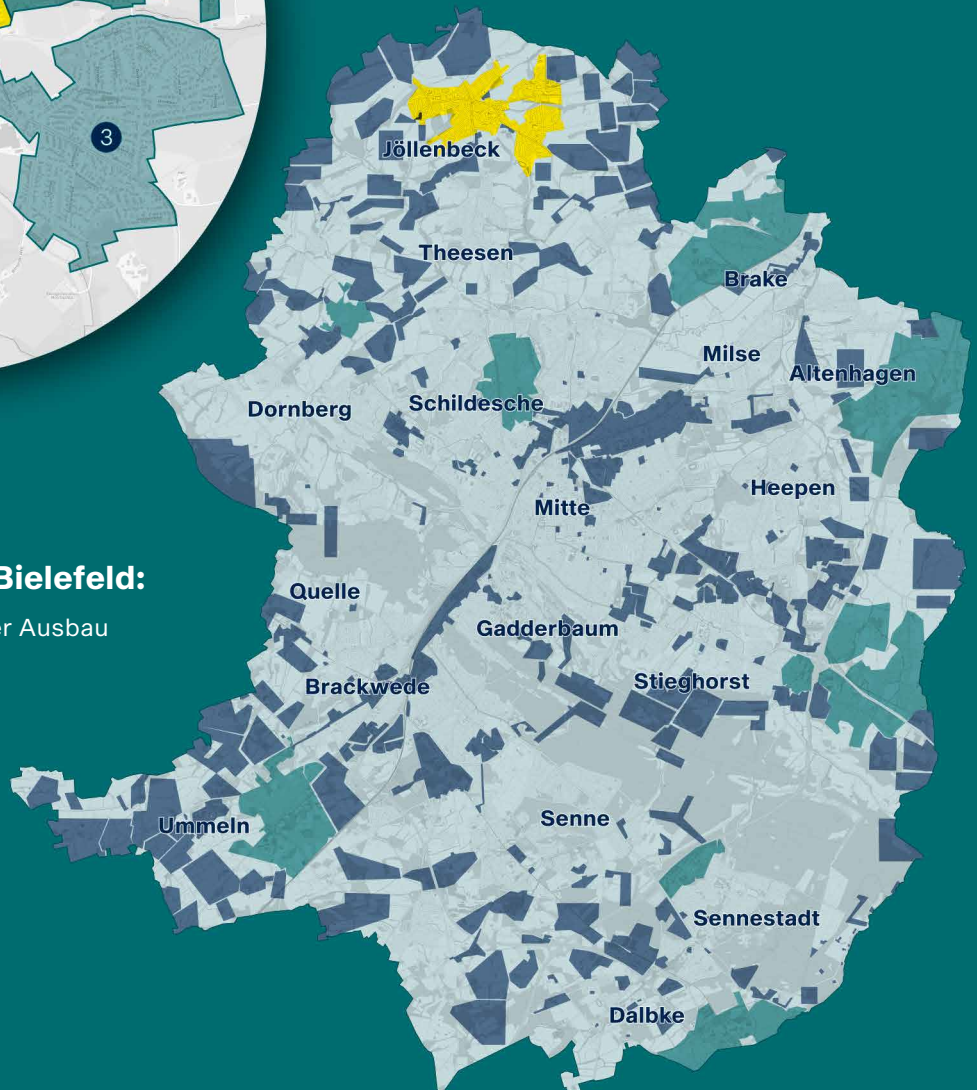 3
Jöllenbeck
Theesen
Brake
Milse
Altenhagen
Dornberg
Schildesche
Heepen
Mitte
Bielefeld:
er Ausbau
Quelle
Gadderbaum
Stieghorst
Brackwede
Ummeln
Senne
Sennestadt
Dalbke